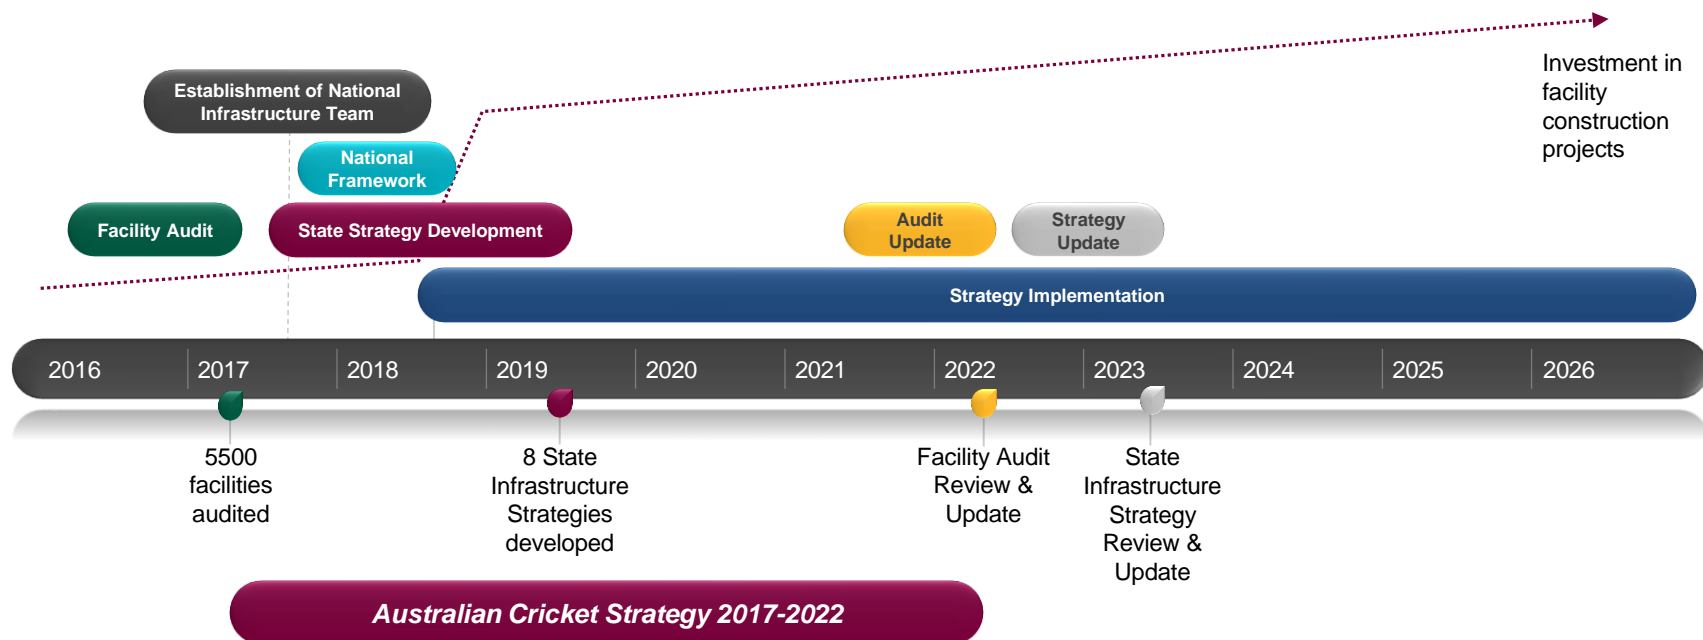 Investment in
facility
construction
projects
Establishment of National
Infrastructure Team
National
Framework
Facility Audit
State Strategy Development
Audit
Update
Strategy
Update
Strategy Implementation
2016
2017
2018
2019
2020
2021
2022
2023
2024
2025
2026
5500
facilities
audited
8 State
Infrastructure
Strategies
developed
Facility Audit
Review &
Update
State
Infrastructure
Strategy
Review &
Update
Australian Cricket Strategy 2017-2022